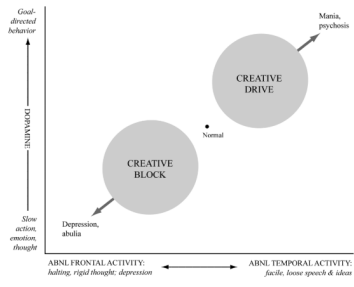 Goal-
directed
behavior
Mania,
psychosis
CREATIVE
DRIVE
DOPAMINE:
Normal
CREATIVE
BLOCK
Slow
action,
emotion,
thought
Depression,
abulia
ABNL FRONTAL ACTIVITY:
halting, rigid thought; depression
ABNL TEMPORAL ACTIVITY:
facile, loose speech & ideas